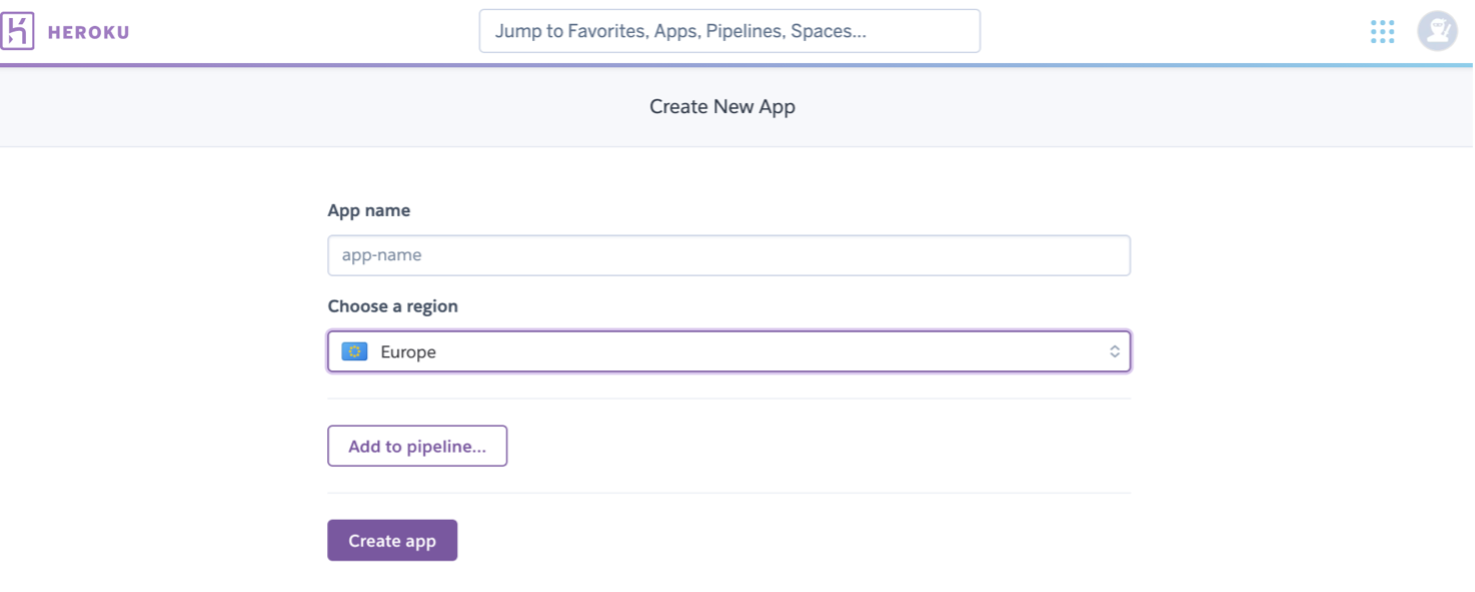 HEROKU
Jump to Favorites, Apps, Pipelines, Spaces...
Create New App
App name
app-name
Choose a region
Europe
Add to pipeline...
Create app